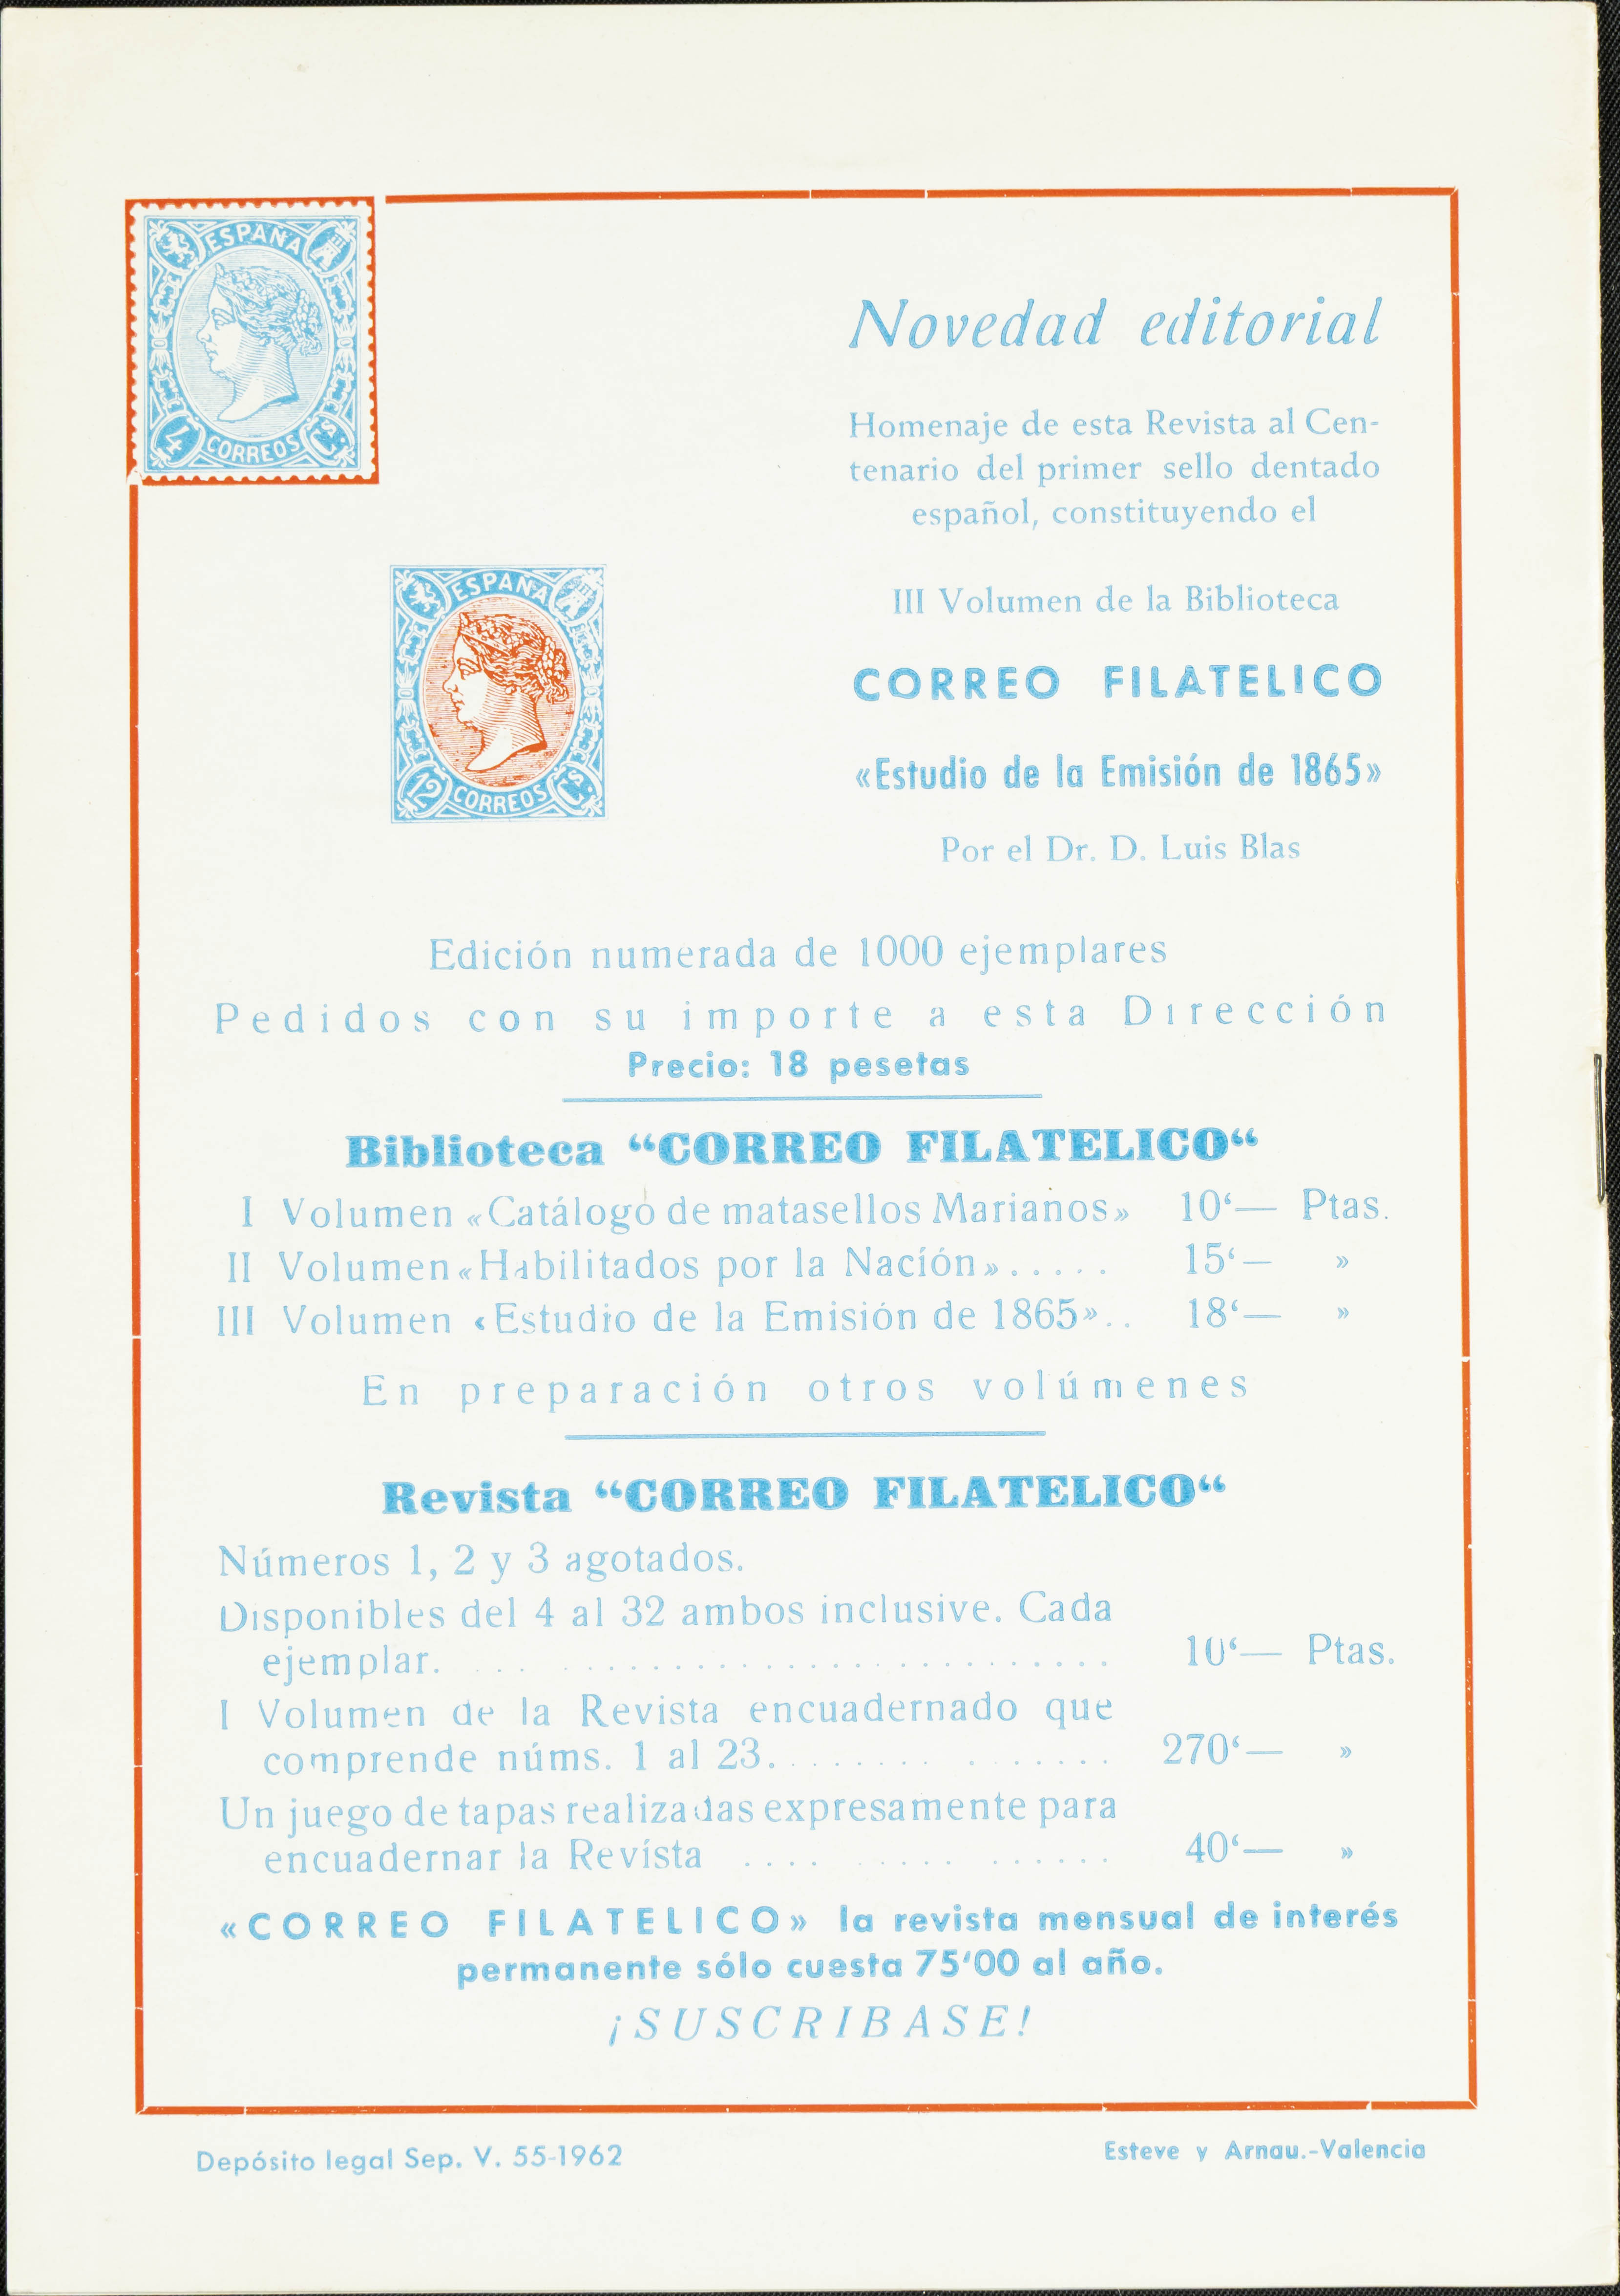 ESPAÑA
4 CORREOS CS.
Novedad editorial
Homenaje de esta Revista al Cen-
tenario del primer sello dentado
español, constituyendo el
ESPAÑA
12 CORREOS CS.
III Volumen de la Biblioteca
CORREO FILATELICO
«Estudio de la Emisión de 1865»
Por el Dr. D. Luis Blas
Edición numerada de 1000 ejemplares
Pedidos con su importe a esta Dirección
Precio: 18 pesetas
Biblioteca “CORREO FILATELICO“
I Volumen «Catálogo de matasellos Marianos» 10‘— Ptas.
II Volumen «Habilitados por la Nación» . . . . . 15‘— »
III Volumen «Estudio de la Emisión de 1865» . . 18‘— »
En preparación otros volúmenes
Revista “CORREO FILATELICO“
Números 1, 2 y 3 agotados.
Disponibles del 4 al 32 ambos inclusive. Cada
ejemplar. . . . . . . . . . . . . . . . . . . . . . . . . . . 10‘— Ptas.
I Volumen de la Revista encuadernado que
comprende núms. 1 al 23. . . . . . . . . . . . . . . 270‘— »
Un juego de tapas realizadas expresamente para
encuadernar la Revísta . . . . . . . . . . . . . . . 40‘— »
«CORREO FILATELICO» la revista mensual de interés
permanente sólo cuesta 75'00 al año.
¡SUSCRIBASE!
Depósito legal Sep. V. 55-1962
Esteve y Arnau.-Valencia